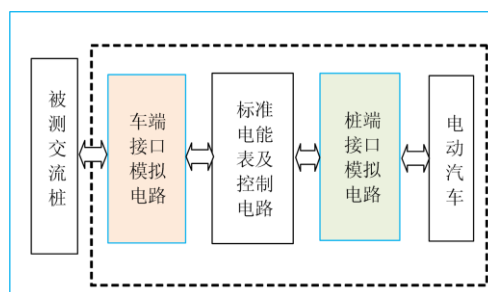 被
测
交
流
桩
车端
接口
模拟
电路
标准
电能
表及
控制
电路
桩端
接口
模拟
电路
电
动
汽
车